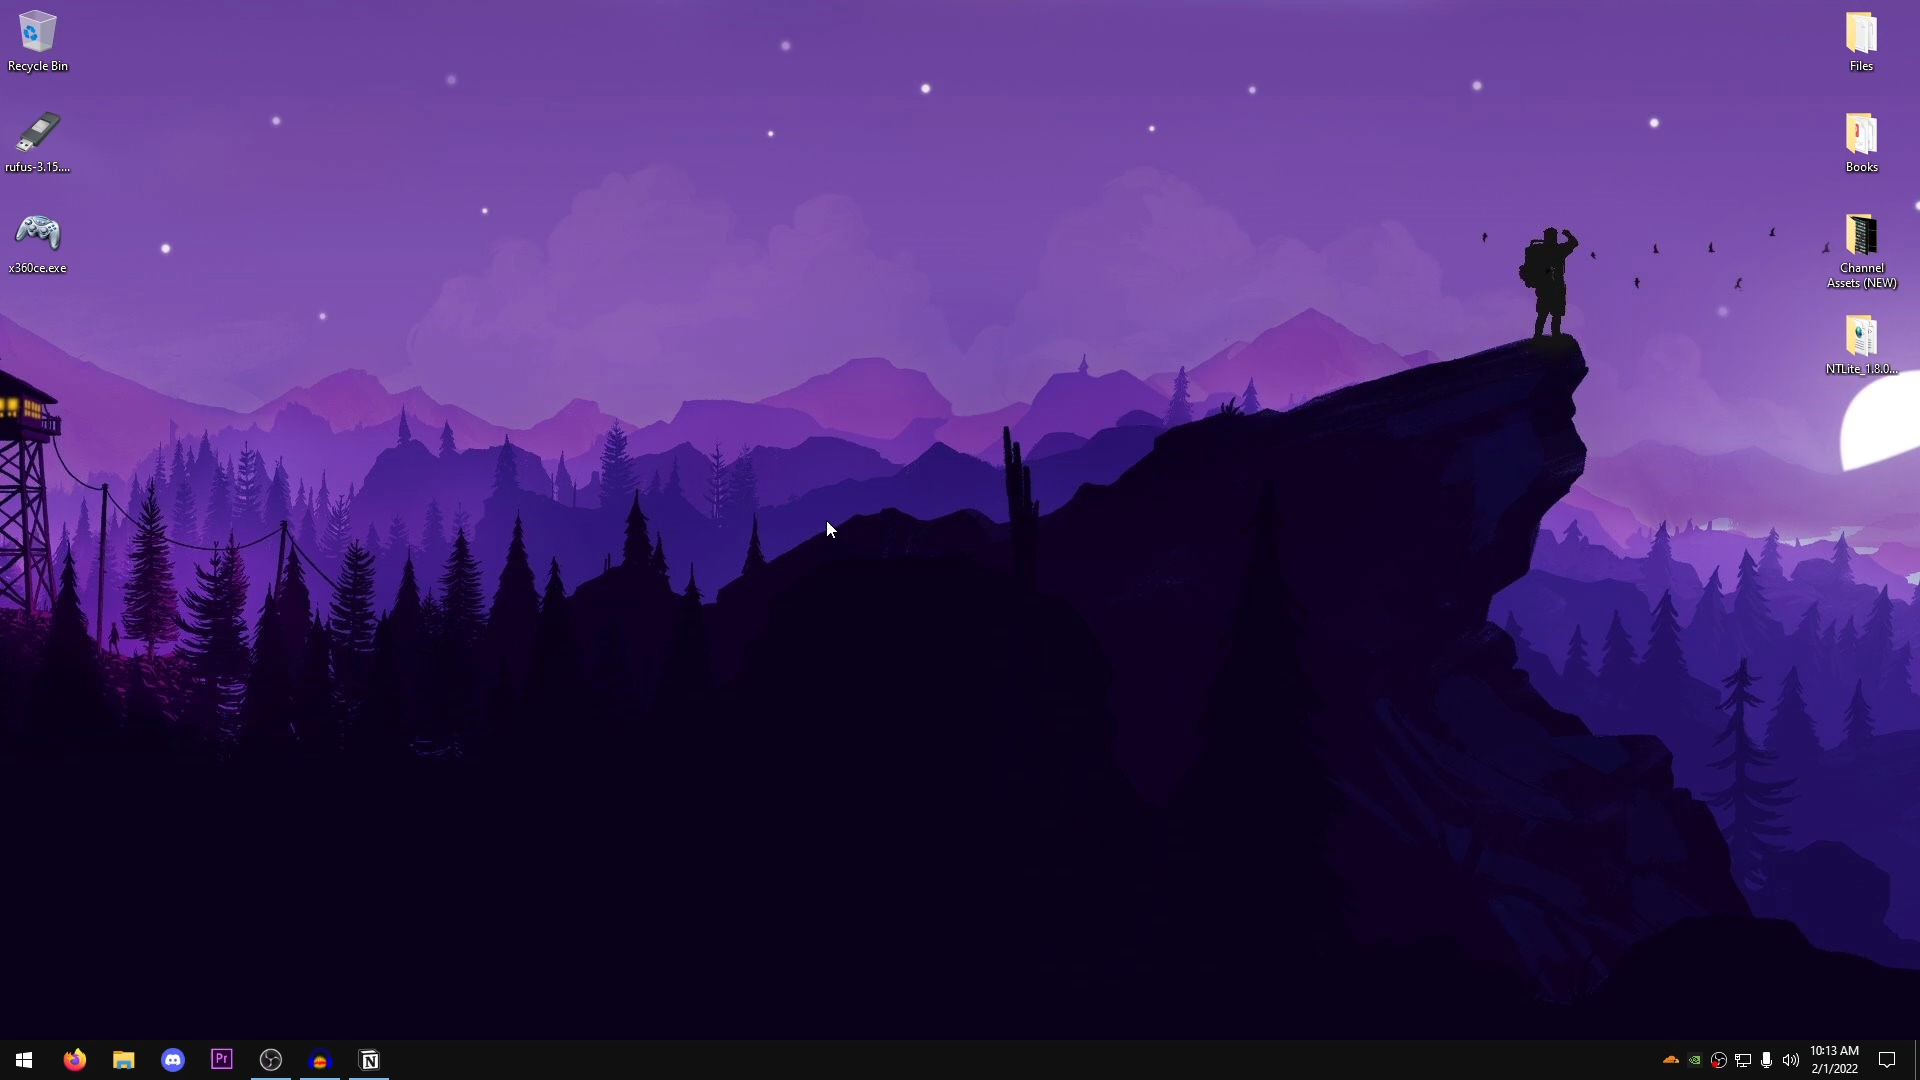 Recycle Bin
rufus-3.15....
x360ce.exe
Files
Books
Channel
Assets (NEW)
NTLite_1.8.0...
Pr
N
10:13 AM
2/1/2022